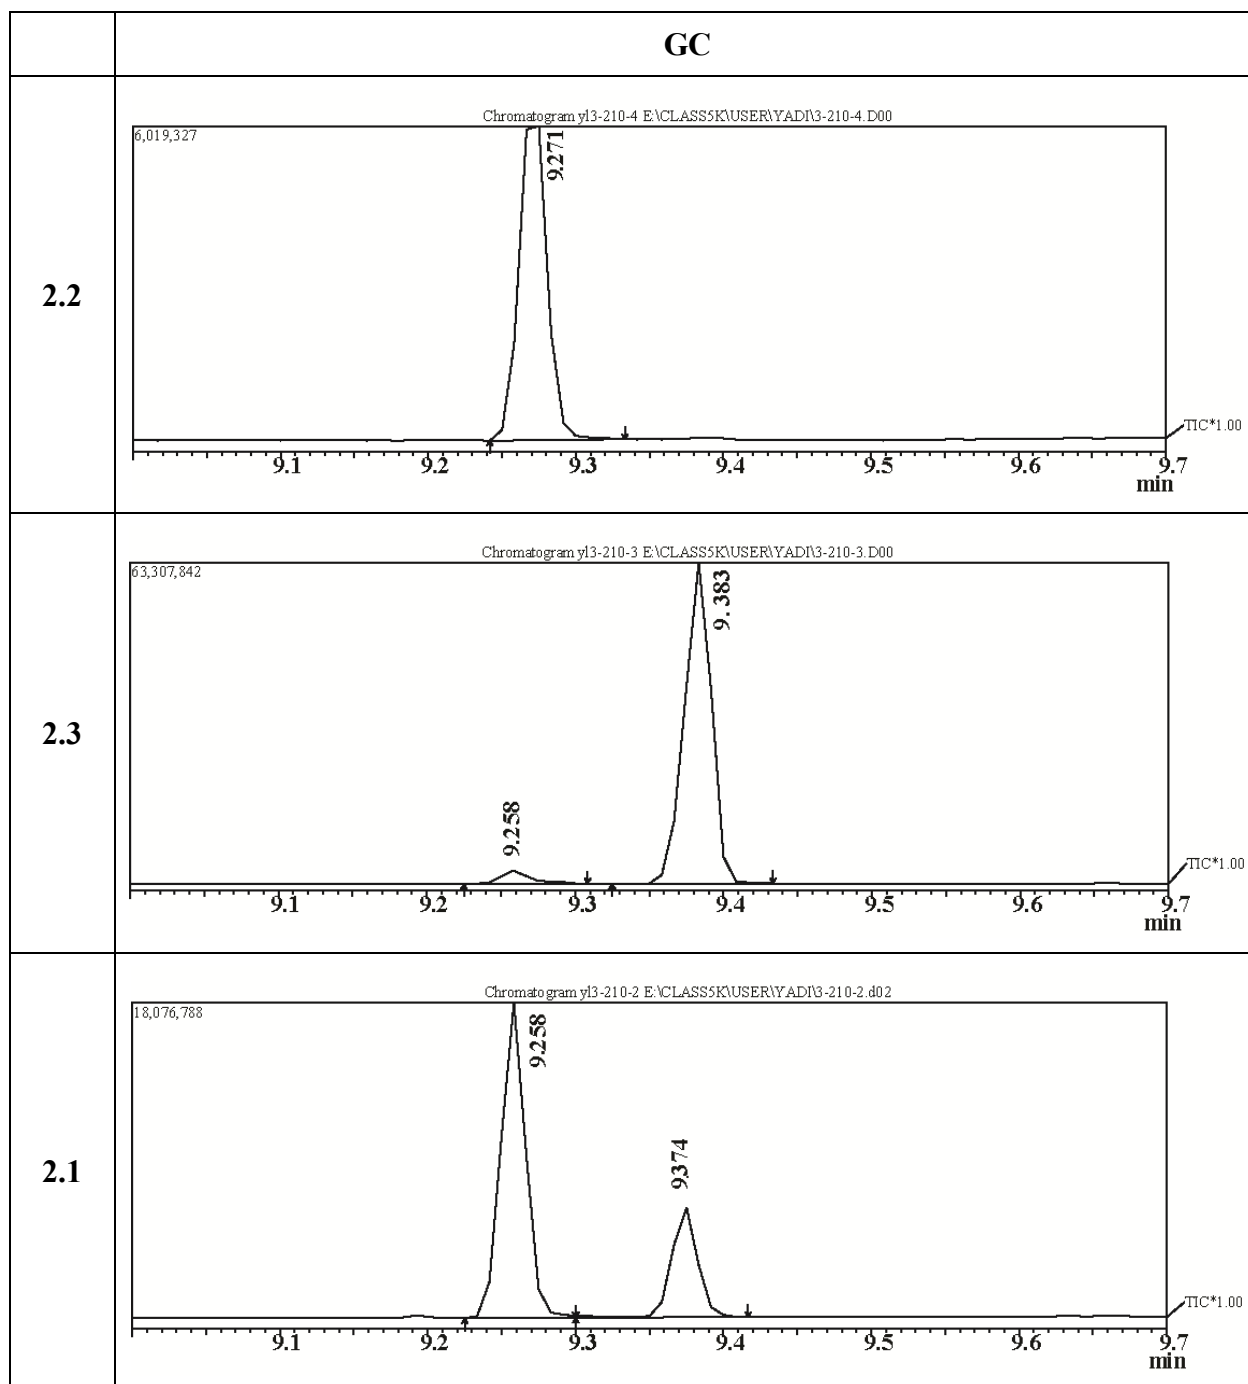 GC
2.2
Chromatogram yl3-210-4 E:\CLASS5K\USER\YADI\3-210-4.D00
6,019,327
9.271
TIC*1.00
9.1 9.2 9.3 9.4 9.5 9.6 9.7
min
2.3
Chromatogram yl3-210-3 E:\CLASS5K\USER\YADI\3-210-3.D00
63,307,842
9.258
9.383
TIC*1.00
9.1 9.2 9.3 9.4 9.5 9.6 9.7
min
2.1
Chromatogram yl3-210-2 E:\CLASS5K\USER\YADI\3-210-2.d02
18,076,788
9.258
9.374
TIC*1.00
9.1 9.2 9.3 9.4 9.5 9.6 9.7
min